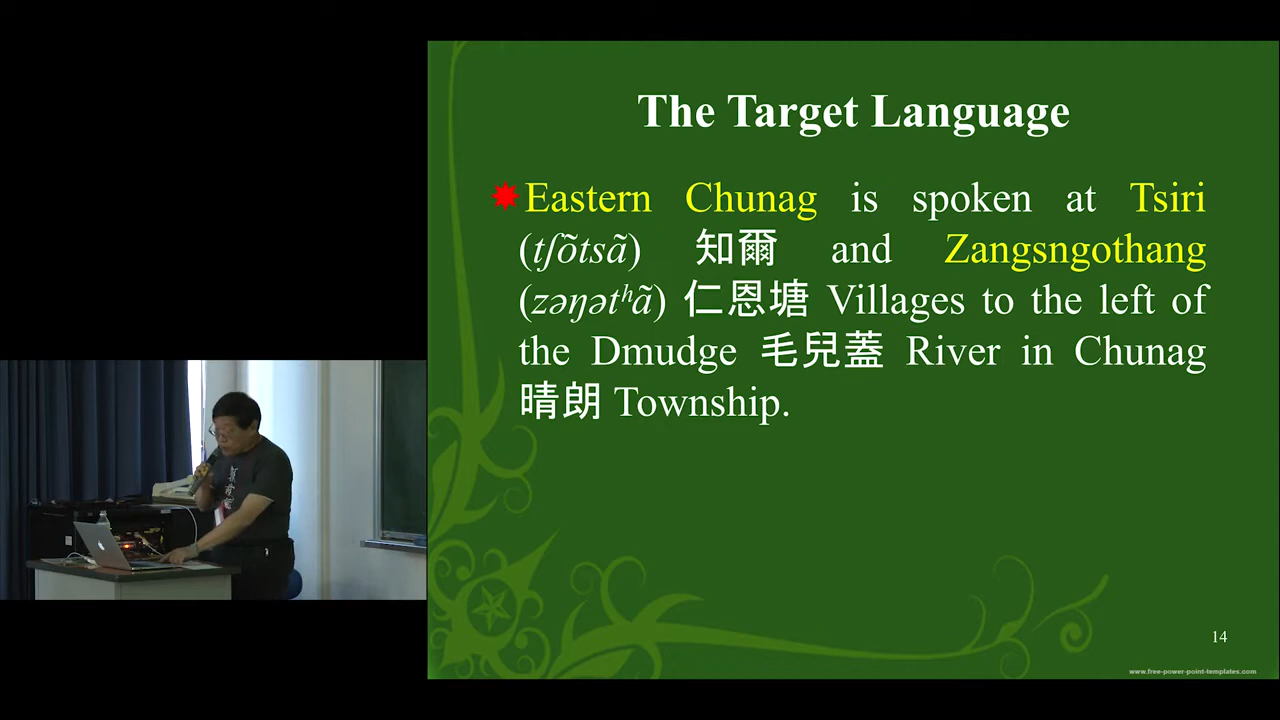 The Target Language
Eastern Chunag is spoken at Tsiri
(tʃõtsã) 知爾 and Zangsngothang
(zəŋətʰã) 仁恩塘 Villages to the left of
the Dmudge 毛兒蓋 River in Chunag
晴朗 Township.
14
www.free-power-point-templates.com